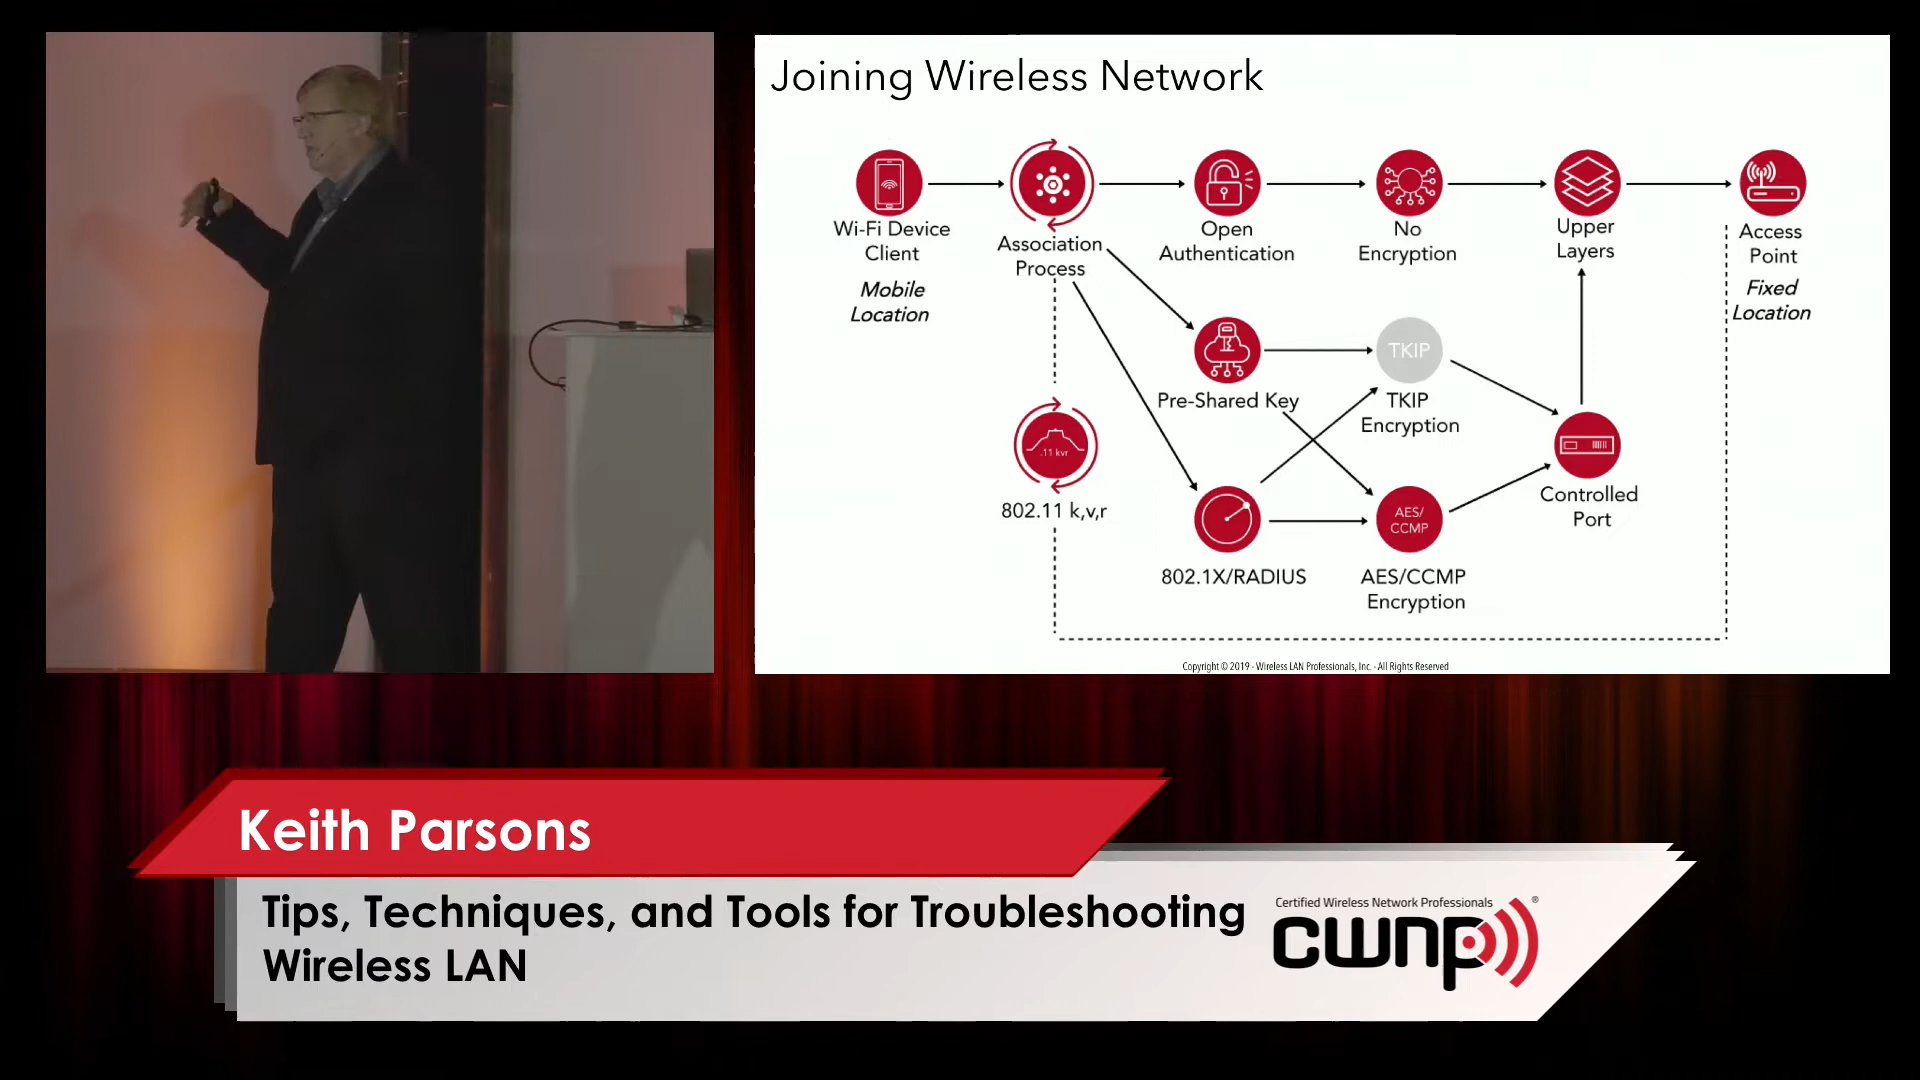 Joining Wireless Network
Wi-Fi Device
Client
Mobile
Location
Association
Process
Open
Authentication
No
Encryption
Upper
Layers
Access
Point
Fixed
Location
Pre-Shared Key
TKIP
TKIP
Encryption
.11 kvr
802.11 k,v,r
802.1X/RADIUS
AES/
CCMP
AES/CCMP
Encryption
Controlled
Port
Copyright © 2019 - Wireless LAN Professionals, Inc. - All Rights Reserved
Keith Parsons
Tips, Techniques, and Tools for Troubleshooting
Wireless LAN
Certified Wireless Network Professionals
cwnp®